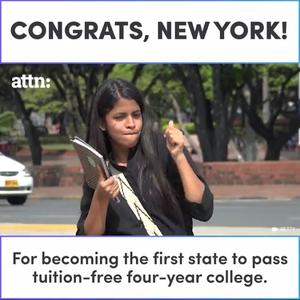 CONGRATS, NEW YORK!
attn:
For becoming the first state to pass
tuition-free four-year college.